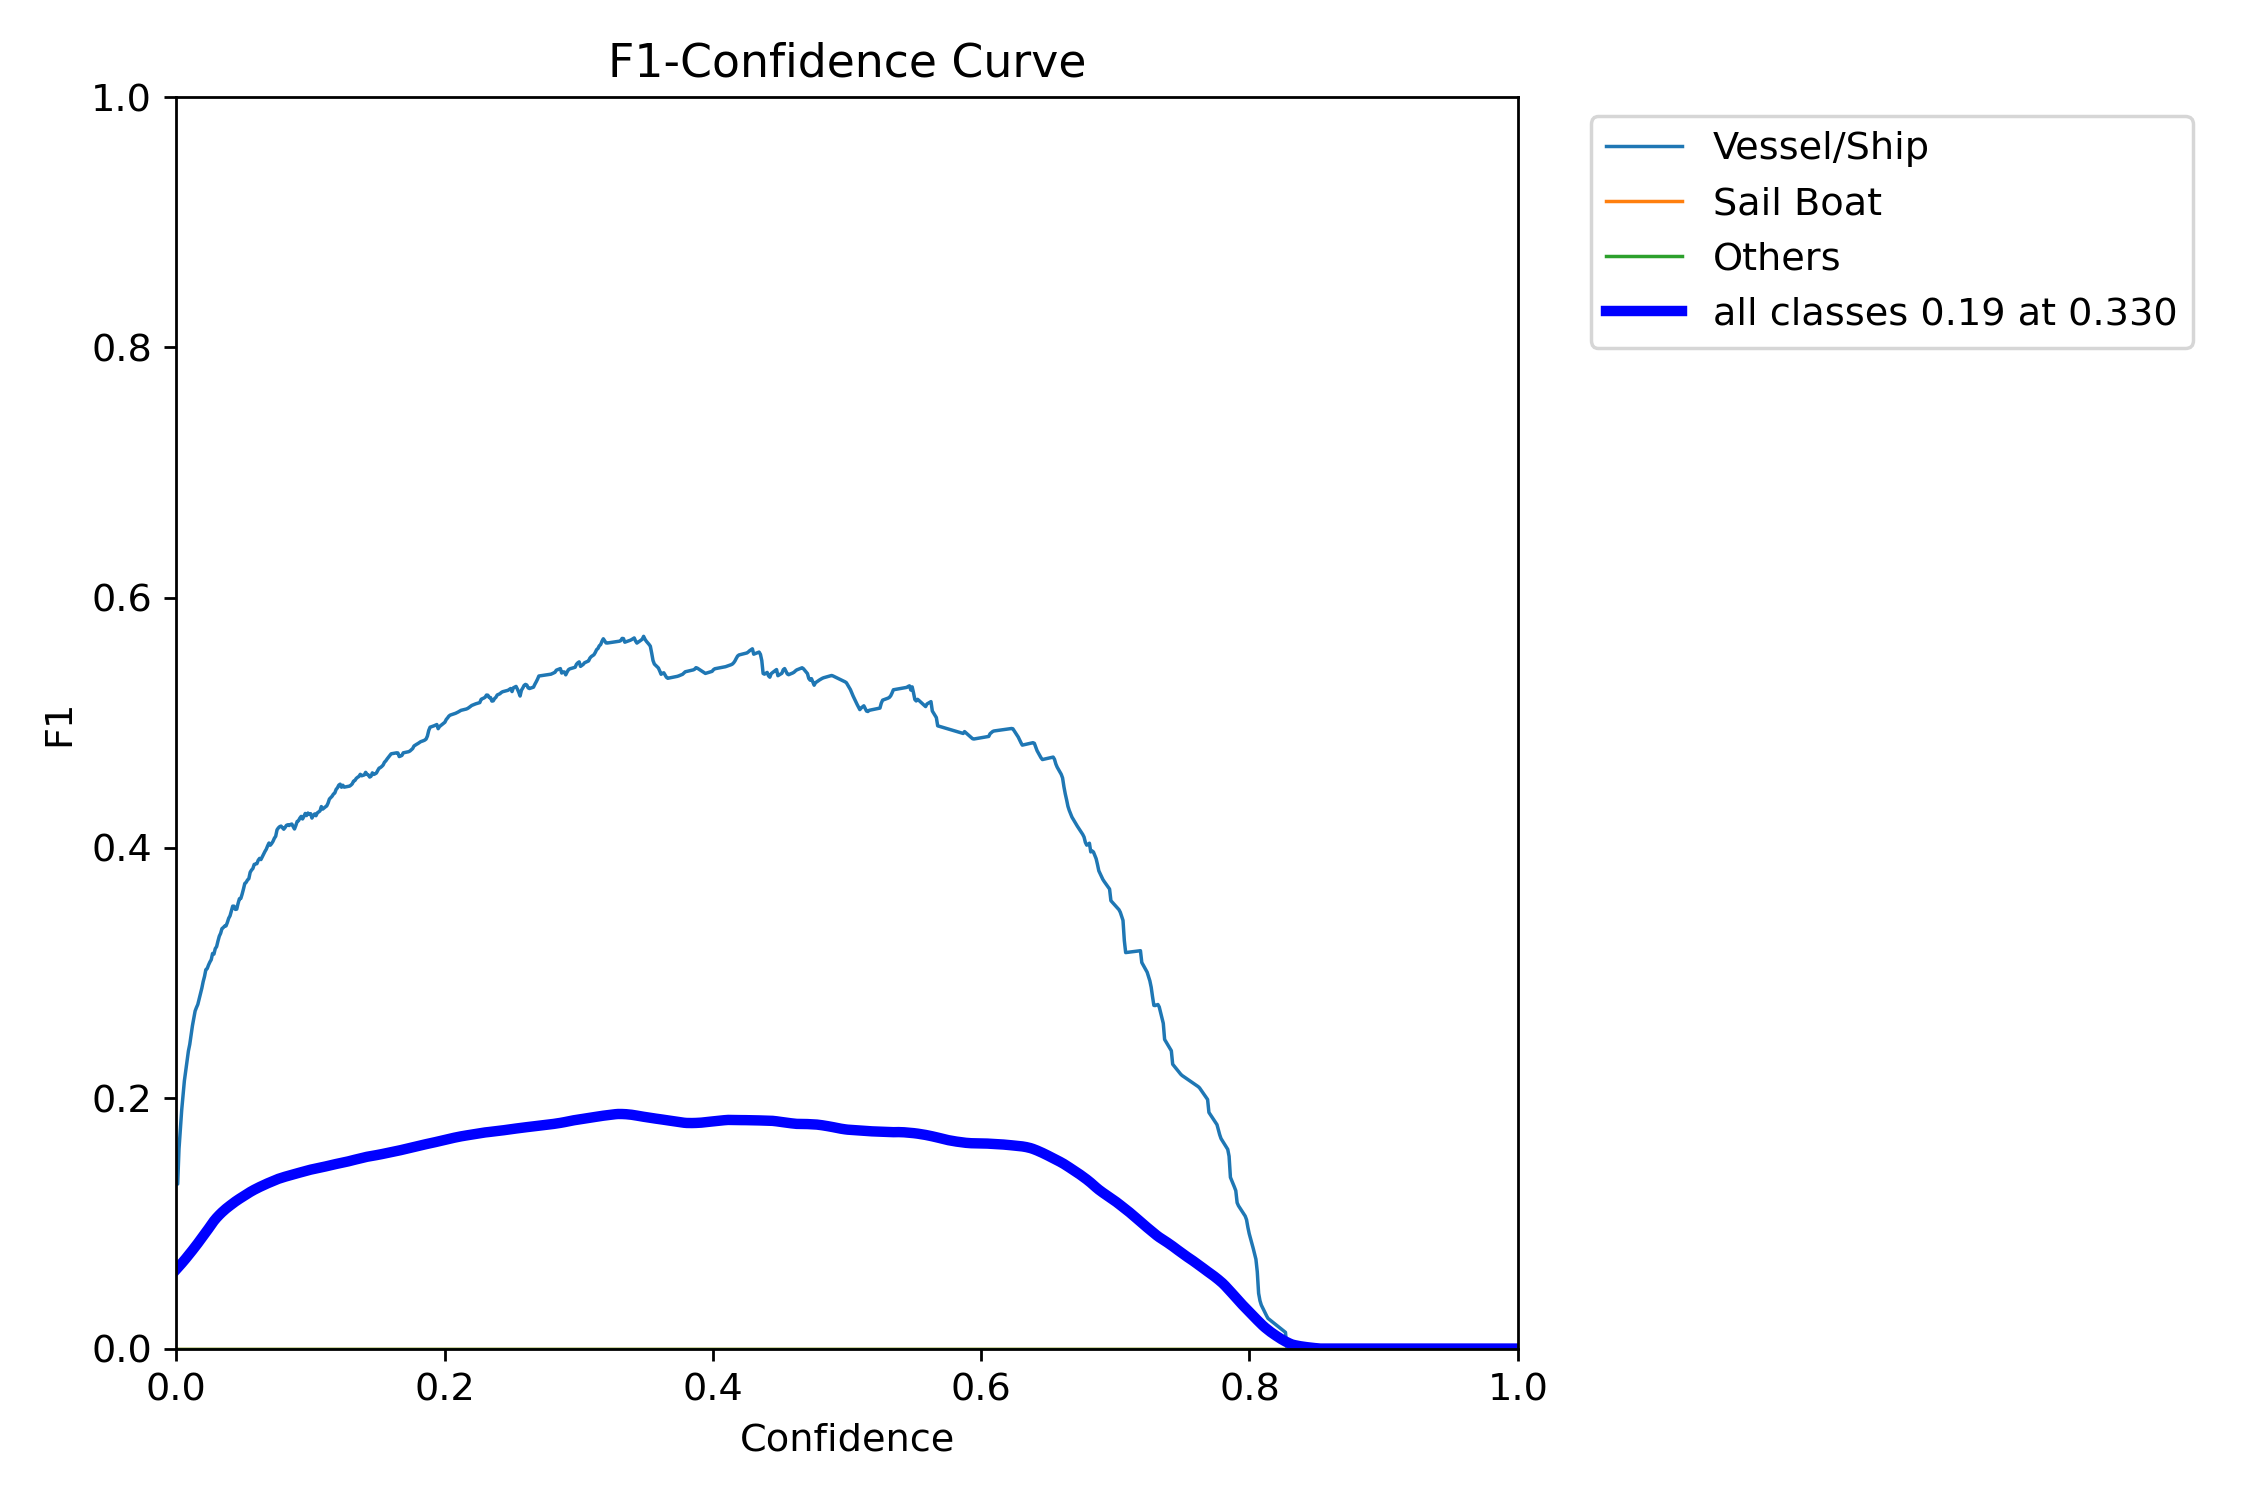 F1-Confidence Curve
1.0
0.8
0.6
0.4
0.2
0.0
F1
0.0 0.2 0.4 0.6 0.8 1.0
Confidence
Vessel/Ship
Sail Boat
Others
all classes 0.19 at 0.330